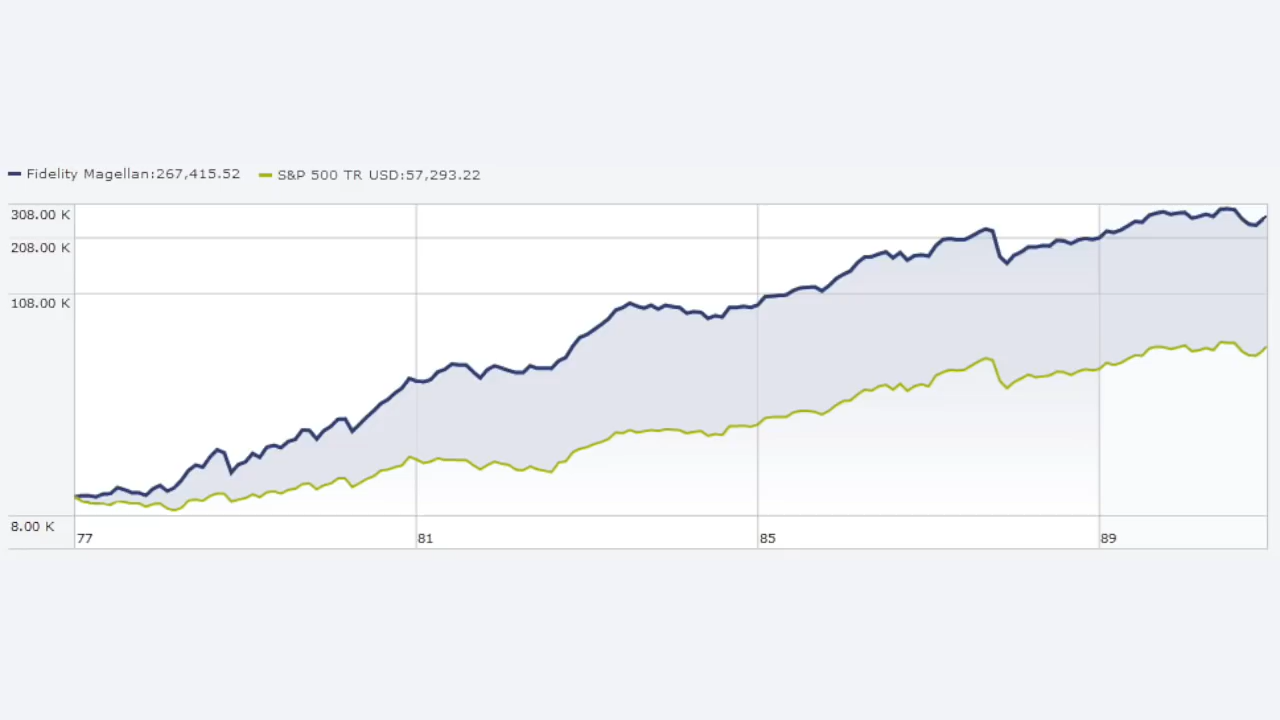 Fidelity Magellan:267,415.52 S&P 500 TR USD:57,293.22
308.00 K
208.00 K
108.00 K
8.00 K
77 81 85 89